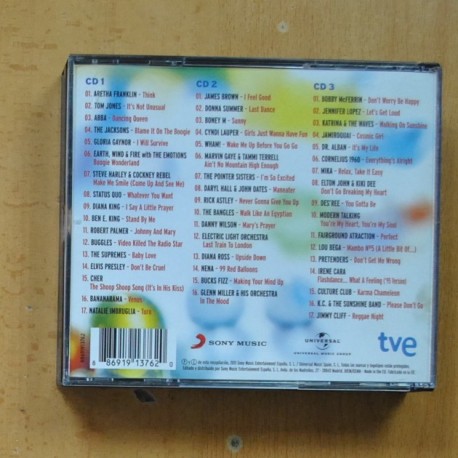 CD 1
01. ARETHA FRANKLIN - Think
02. TOM JONES - It's Not Unusual
03. ABBA - Dancing Queen
04. THE JACKSONS - Blame It On The Boogie
05. GLORIA GAYNOR - I Will Survive
06. EARTH, WIND & FIRE with THE EMOTIONS
Boogie Wonderland
07. STEVE HARLEY & COCKNEY REBEL
Make Me Smile (Come Up And See Me)
08. STATUS QUO - Whatever You Want
09. DIANA KING - I Say A Little Prayer
10. BEN E. KING - Stand By Me
11. ROBERT PALMER - Johnny And Mary
12. BUGGLES - Video Killed The Radio Star
13. THE SUPREMES - Baby Love
14. ELVIS PRESLEY - Don't Be Cruel
15. CHER
The Shoop Shoop Song (It's In His Kiss)
16. BANANARAMA - Venus
17. NATALIE IMBRUGLIA - Torn
CD 2
01. JAMES BROWN - I Feel Good
02. DONNA SUMMER - Last Dance
03. BONEY M - Sunny
04. CYNDI LAUPER - Girls Just Wanna Have Fun
05. WHAM! - Wake Me Up Before You Go Go
06. MARVIN GAYE & TAMMI TERRELL
Ain't No Mountain High Enough
07. THE POINTER SISTERS - I'm So Excited
08. DARYL HALL & JOHN OATES - Maneater
09. RICK ASTLEY - Never Gonna Give You Up
10. THE BANGLES - Walk Like An Egyptian
11. DANNY WILSON - Mary's Prayer
12. ELECTRIC LIGHT ORCHESTRA
Last Train To London
13. DIANA ROSS - Upside Down
14. NENA - 99 Red Balloons
15. BUCKS FIZZ - Making Your Mind Up
16. GLENN MILLER & HIS ORCHESTRA
In The Mood
CD 3
01. BOBBY McFERRIN - Don't Worry Be Happy
02. JENNIFER LOPEZ - Let's Get Loud
03. KATRINA & THE WAVES - Walking On Sunshine
04. JAMIROQUAI - Cosmic Girl
05. DR. ALBAN - It's My Life
06. CORNELIUS 1960 - Everything's Alright
07. MIKA - Relax, Take It Easy
08. ELTON JOHN & KIKI DEE
Don't Go Breaking My Heart
09. DES'REE - You Gotta Be
10. MODERN TALKING
You're My Heart, You're My Soul
11. FAIRGROUND ATRACTION - Perfect
12. LOU BEGA - Mambo Nº5 (A Little Bit Of...)
13. PRETENDERS - Don't Get Me Wrong
14. IRENE CARA
Flashdance... What A Feeling
15. CULTURE CLUB - Karma Chameleon
16. K.C. & THE SUNSHINE BAND - Please Don't Go
17. JIMMY CLIFF - Reggae Night
8 86919 13762 0
SONY MUSIC
UNIVERSAL
UNIVERSAL MUSIC GROUP
tve